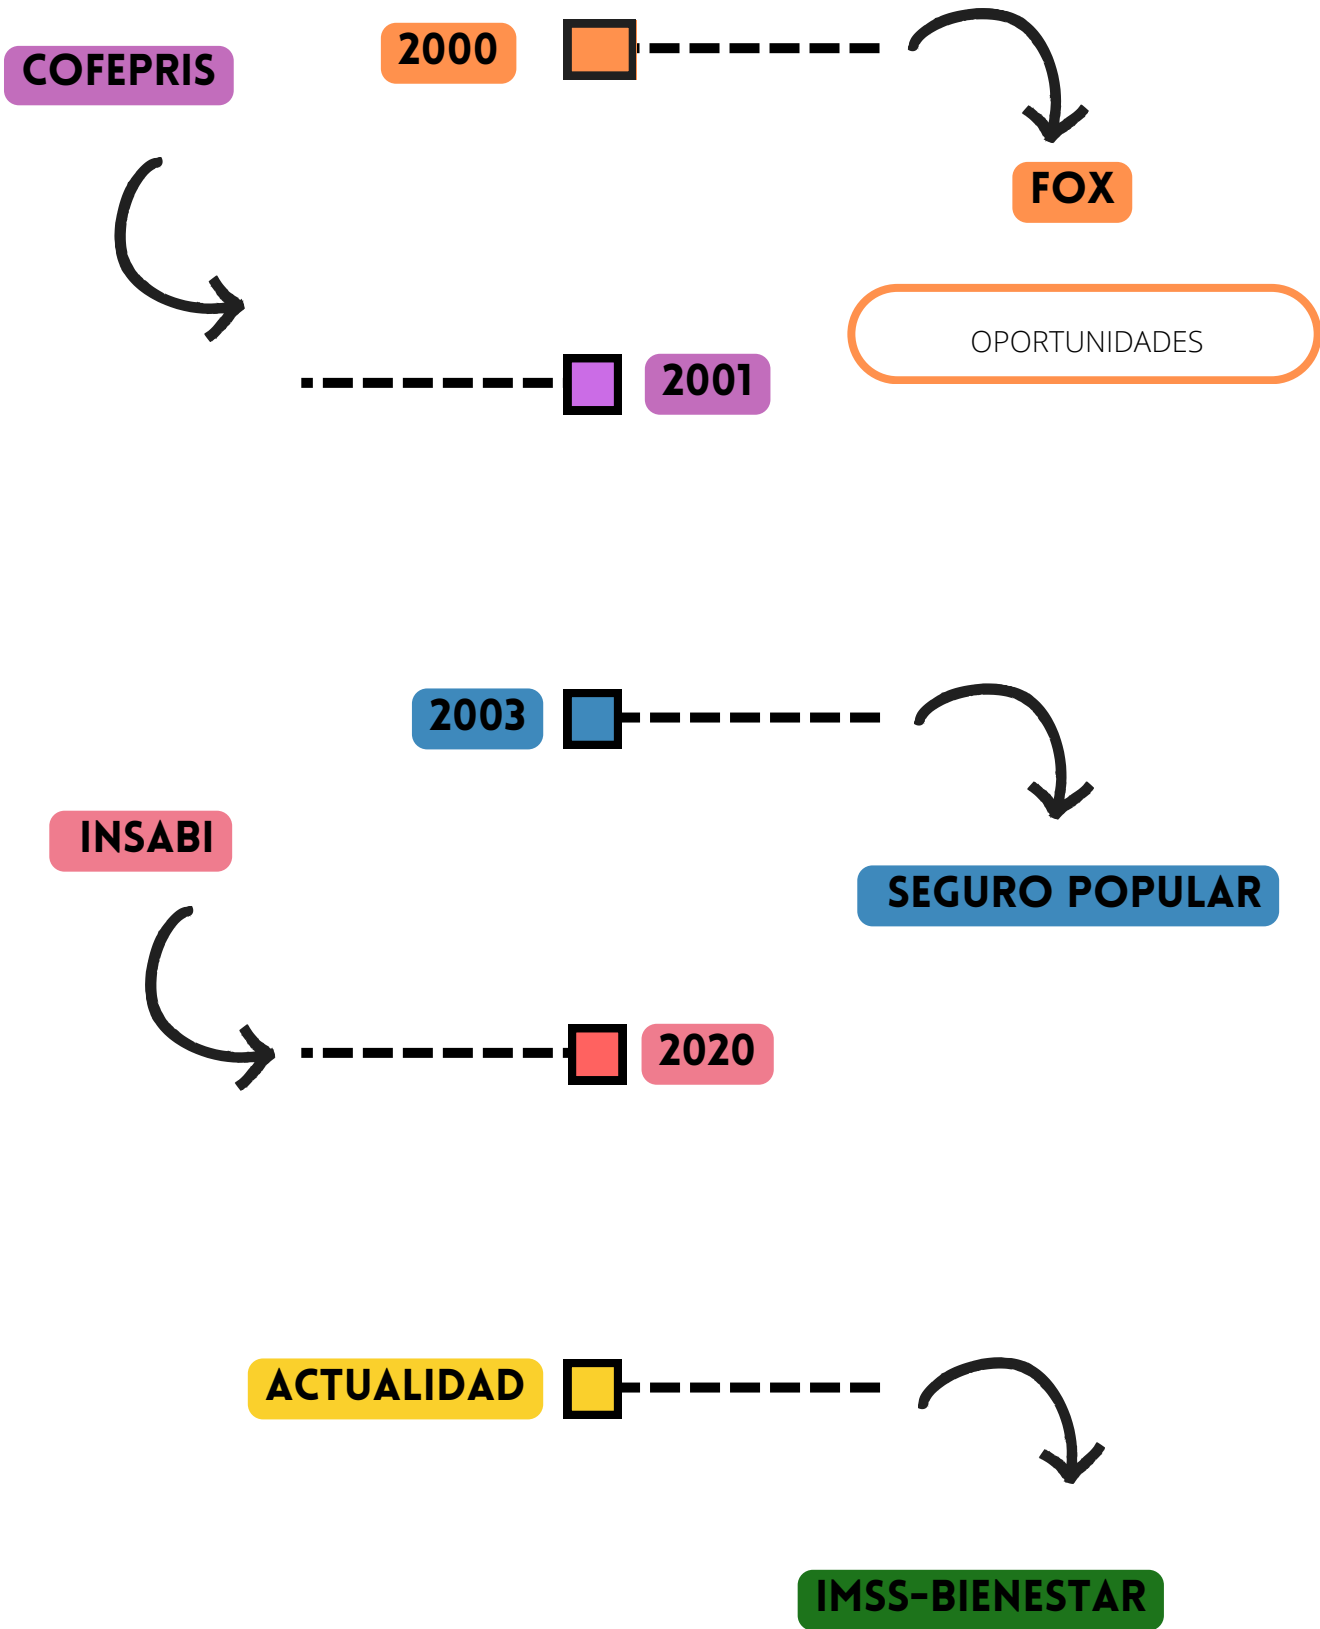 2000
COFEPRIS
FOX
OPORTUNIDADES
2001
2003
INSABI
SEGURO POPULAR
2020
ACTUALIDAD
IMSS-BIENESTAR